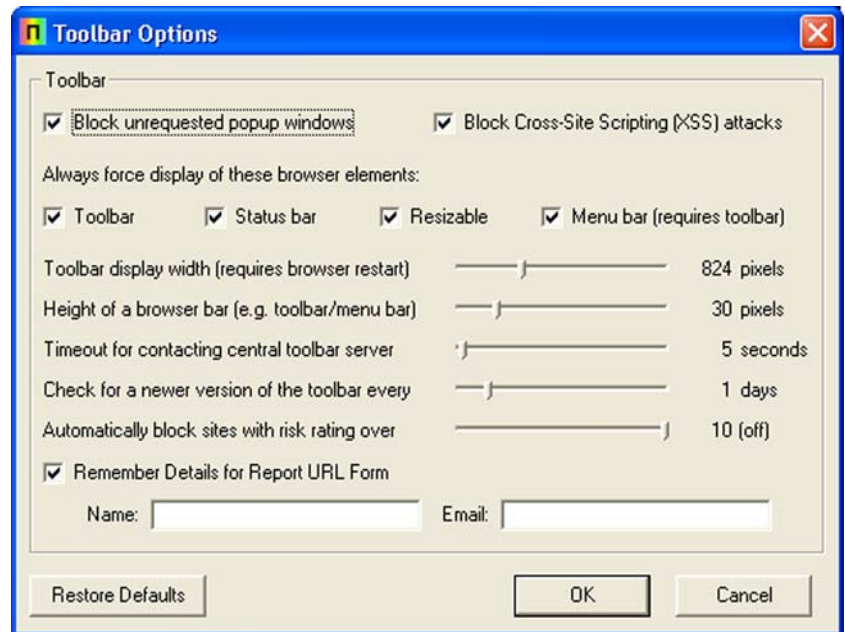 Π Toolbar Options
Toolbar
Block unrequested popup windows Block Cross-Site Scripting (XSS) attacks
Always force display of these browser elements:
Toolbar Status bar Resizable Menu bar (requires toolbar)
Toolbar display width (requires browser restart) 824 pixels
Height of a browser bar (e.g. toolbar/menu bar) 30 pixels
Timeout for contacting central toolbar server 5 seconds
Check for a newer version of the toolbar every 1 days
Automatically block sites with risk rating over 10 (off)
Remember Details for Report URL Form
Name: Email:
Restore Defaults OK Cancel